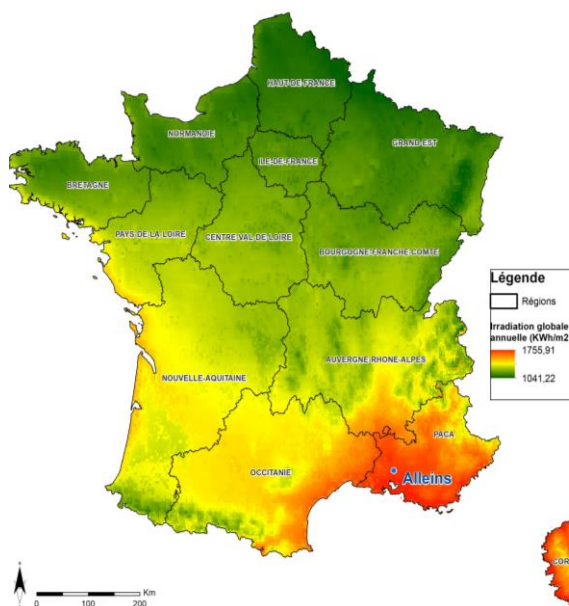 HAUT-DE-FRANCE
NORMANDIE
ILE-DE-FRANCE
GRAND-EST
BRETAGNE
PAYS-DE-LA-LOIRE
CENTRE-VAL-DE-LOIRE
BOURGOGNE-FRANCHE-COMTE
Légende
Régions
Irradiation globale
annuelle (KWh/m2
1755,91
1041,22
AUVERGNE-RHONE-ALPES
NOUVELLE-AQUITAINE
PACA
OCCITANIE
Alleins
COR
Km
0 50 100 200